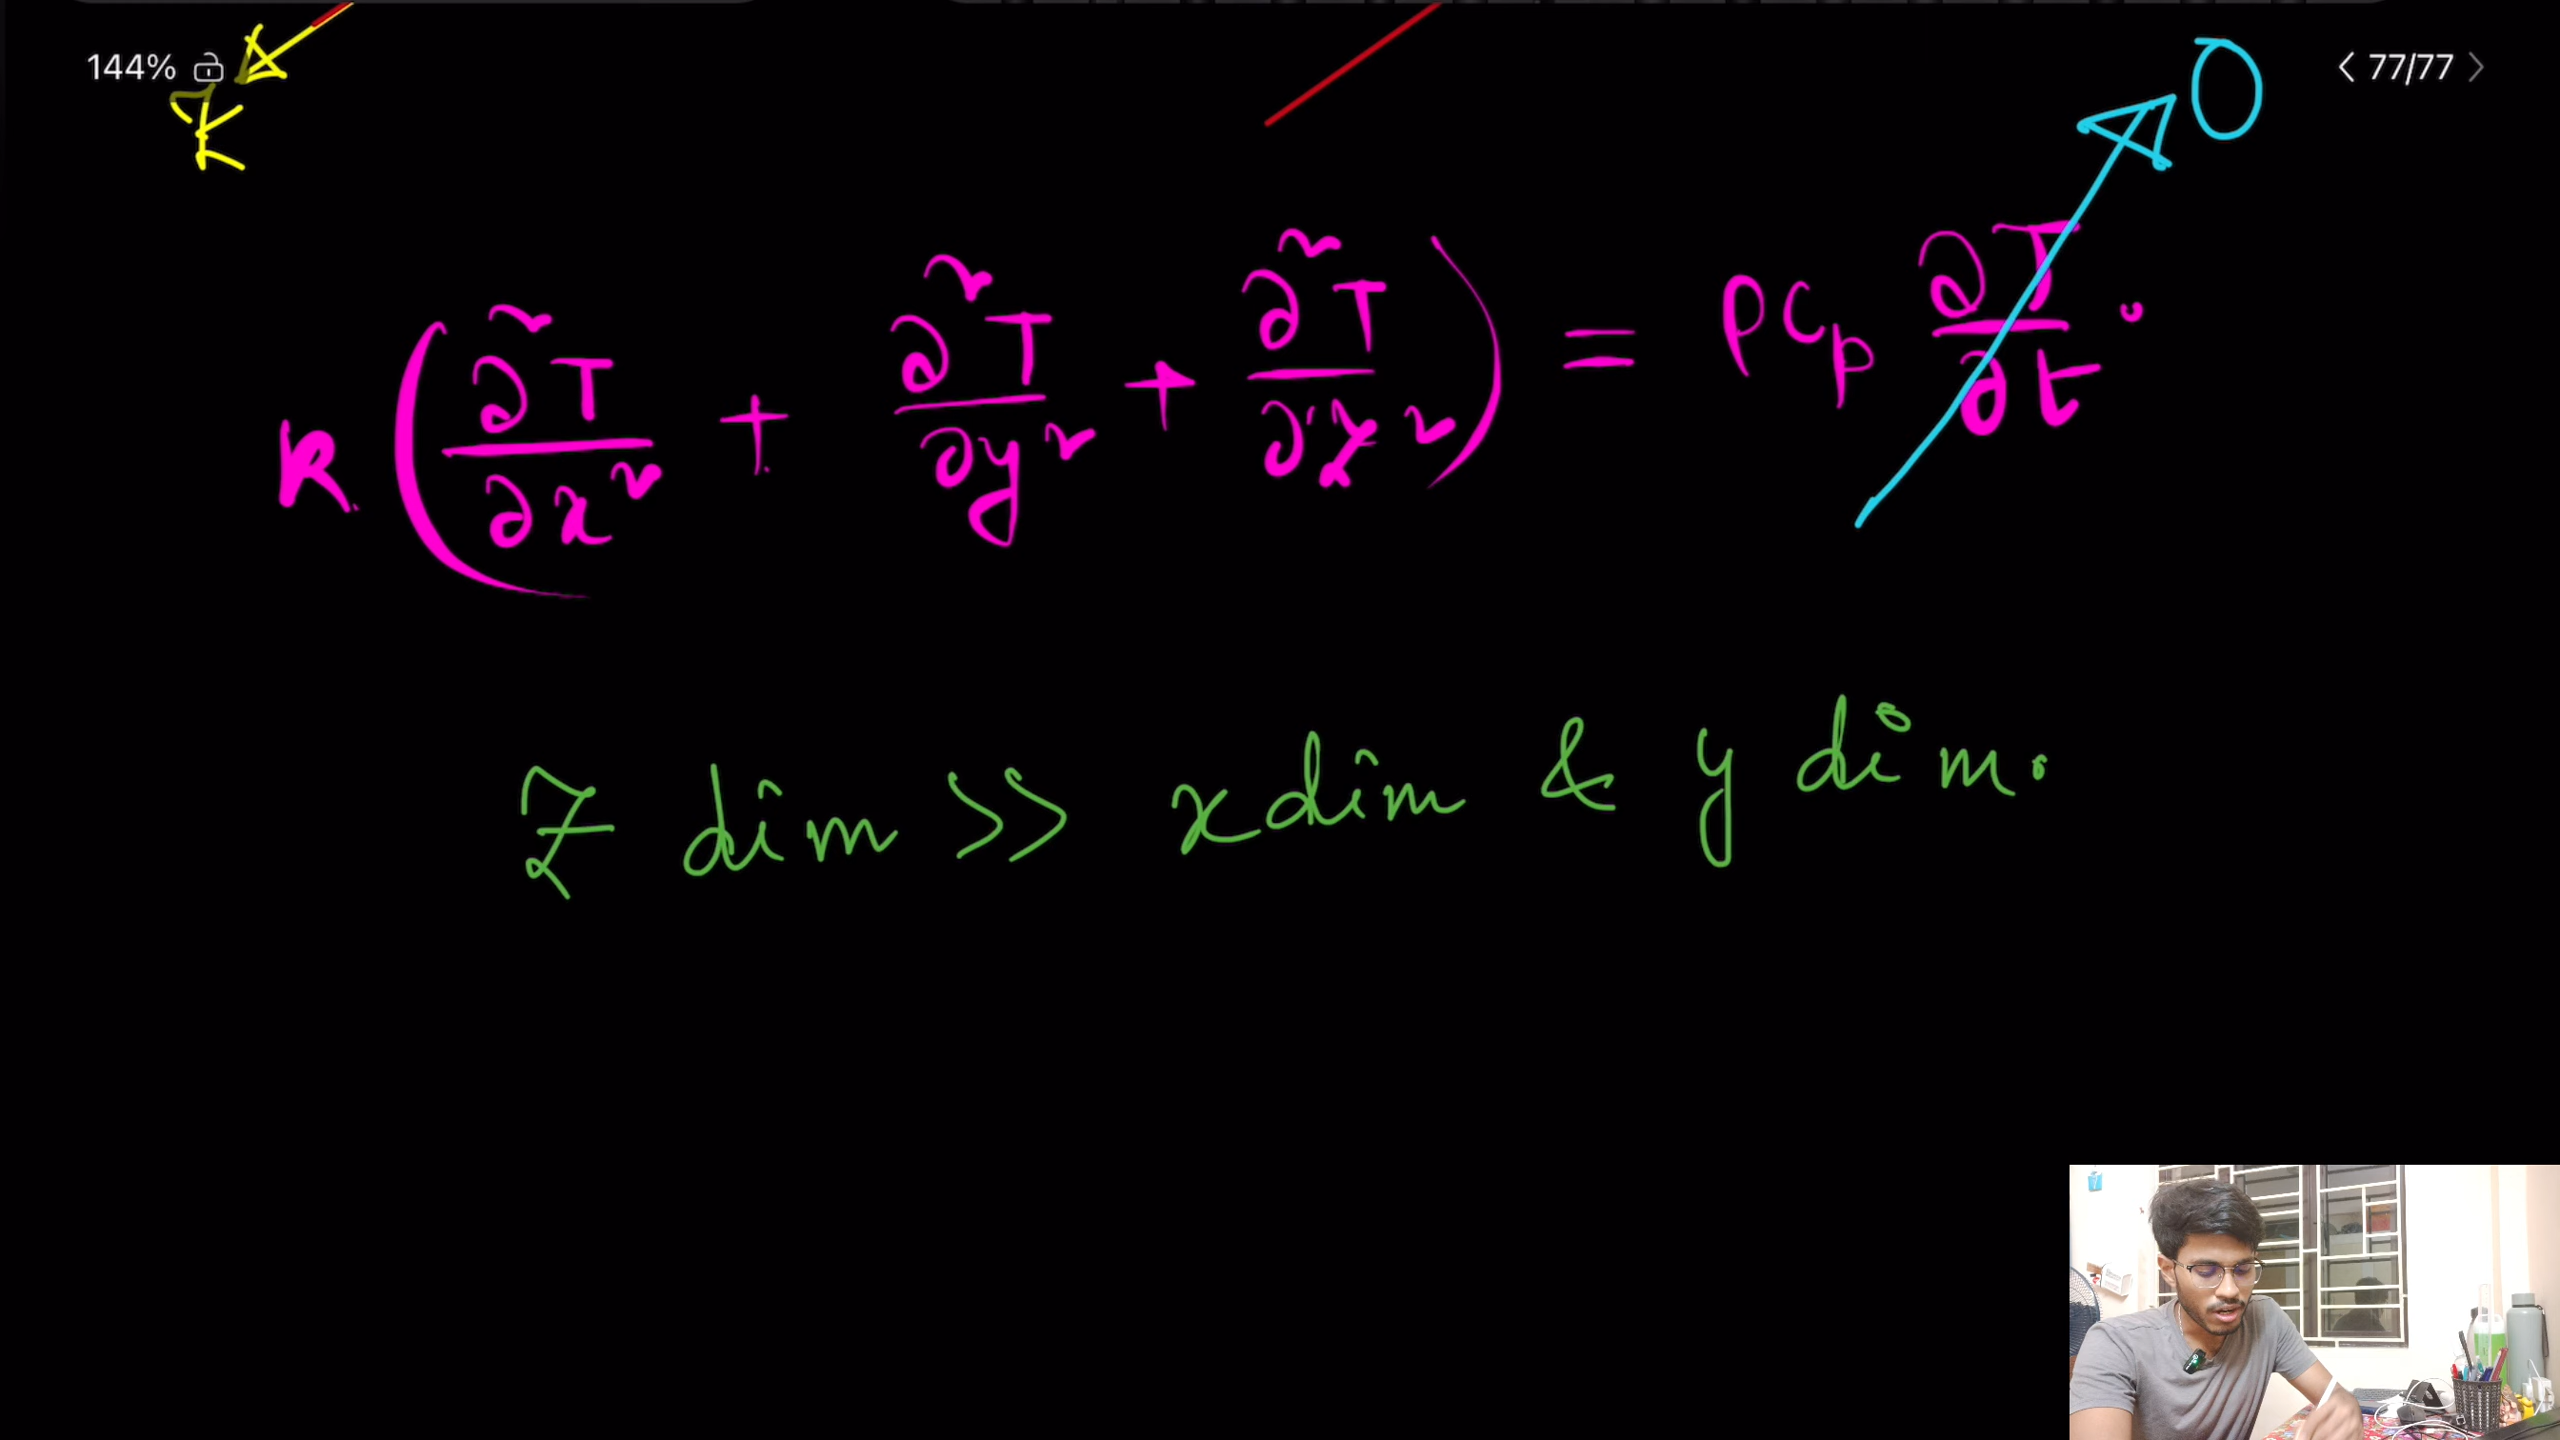 144%
77/77
K
0
k (∂²T/∂x² + ∂²T/∂y² + ∂²T/∂z²) = ρCp ∂T/∂t .
Z dim >> x dim & y dim.